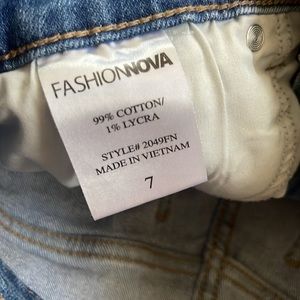 FASHIONNOVA
99% COTTON/
1% LYCRA
STYLE# 2049FN
MADE IN VIETNAM
7